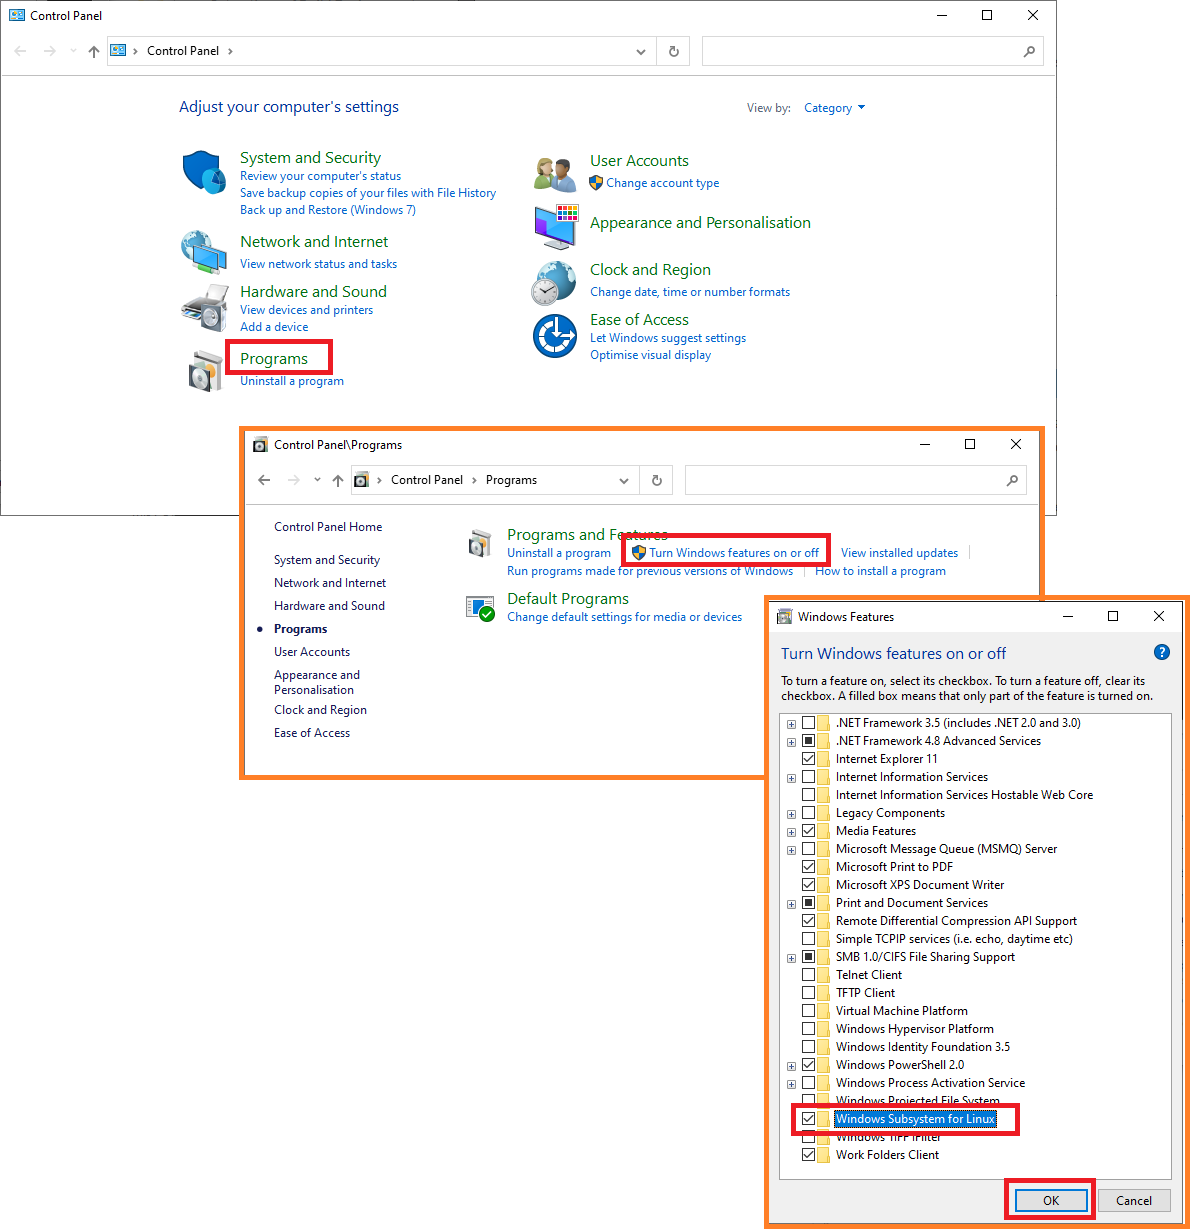 Control Panel
Control Panel
Adjust your computer's settings
View by: Category
System and Security
Review your computer's status
Save backup copies of your files with File History
Back up and Restore (Windows 7)
Network and Internet
View network status and tasks
Hardware and Sound
View devices and printers
Add a device
Programs
Uninstall a program
User Accounts
Change account type
Appearance and Personalisation
Clock and Region
Change date, time or number formats
Ease of Access
Let Windows suggest settings
Optimise visual display
Control Panel\Programs
Control Panel > Programs
Control Panel Home
System and Security
Network and Internet
Hardware and Sound
Programs
User Accounts
Appearance and
Personalisation
Clock and Region
Ease of Access
Programs and Features
Uninstall a program Turn Windows features on or off View installed updates
Run programs made for previous versions of Windows How to install a program
Default Programs
Change default settings for media or devices
Windows Features
Turn Windows features on or off
To turn a feature on, select its checkbox. To turn a feature off, clear its
checkbox. A filled box means that only part of the feature is turned on.
.NET Framework 3.5 (includes .NET 2.0 and 3.0)
.NET Framework 4.8 Advanced Services
Internet Explorer 11
Internet Information Services
Internet Information Services Hostable Web Core
Legacy Components
Media Features
Microsoft Message Queue (MSMQ) Server
Microsoft Print to PDF
Microsoft XPS Document Writer
Print and Document Services
Remote Differential Compression API Support
Simple TCPIP services (i.e. echo, daytime etc)
SMB 1.0/CIFS File Sharing Support
Telnet Client
TFTP Client
Virtual Machine Platform
Windows Hypervisor Platform
Windows Identity Foundation 3.5
Windows PowerShell 2.0
Windows Process Activation Service
Windows Projected File System
Windows Subsystem for Linux
Windows TIFF IFilter
Work Folders Client
OK Cancel